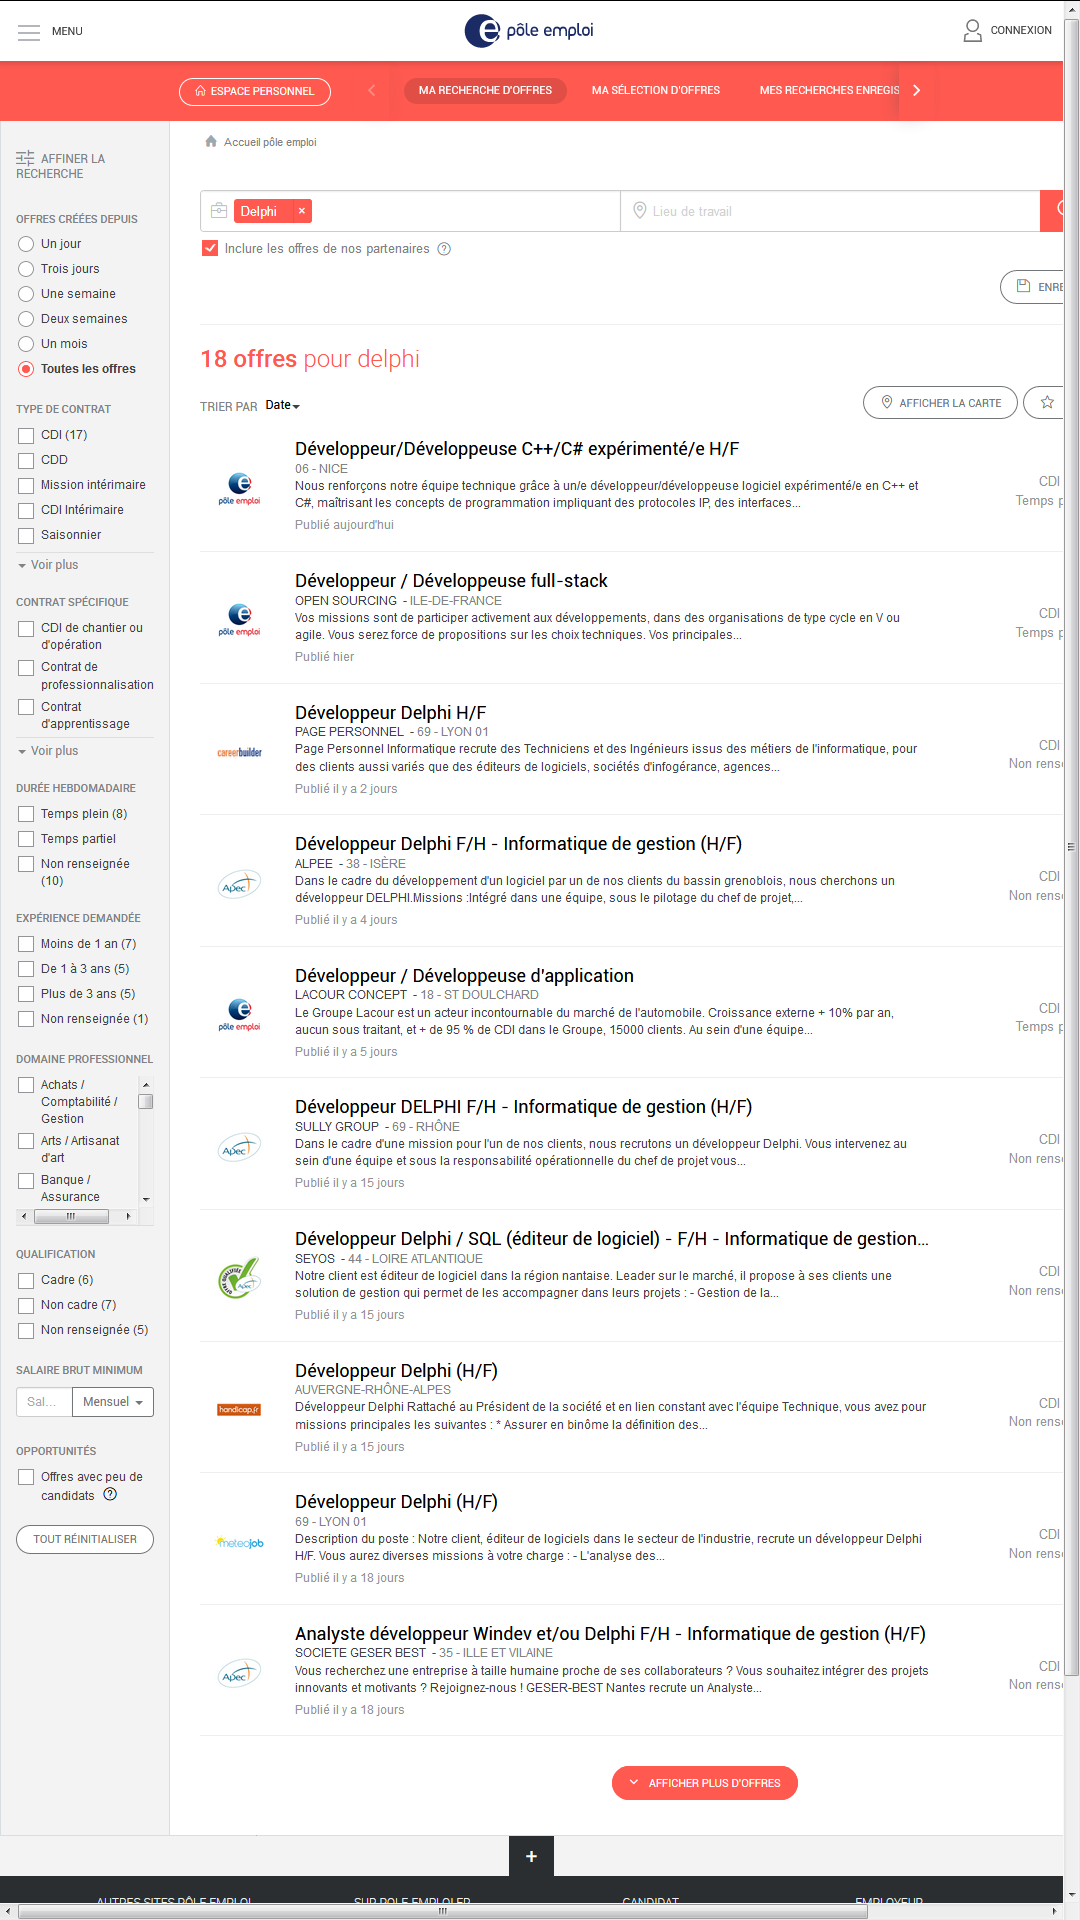 MENU
pôle emploi
CONNEXION
ESPACE PERSONNEL
MA RECHERCHE D'OFFRES
MA SÉLECTION D'OFFRES
MES RECHERCHES ENREGIS
Accueil pôle emploi
AFFINER LA
RECHERCHE
OFFRES CRÉÉES DEPUIS
Un jour
Trois jours
Une semaine
Deux semaines
Un mois
Toutes les offres
TYPE DE CONTRAT
CDI (17)
CDD
Mission intérimaire
CDI Intérimaire
Saisonnier
Voir plus
CONTRAT SPÉCIFIQUE
CDI de chantier ou
d'opération
Contrat de
professionnalisation
Contrat
d'apprentissage
Voir plus
DURÉE HEBDOMADAIRE
Temps plein (8)
Temps partiel
Non renseignée
(10)
EXPÉRIENCE DEMANDÉE
Moins de 1 an (7)
De 1 à 3 ans (5)
Plus de 3 ans (5)
Non renseignée (1)
DOMAINE PROFESSIONNEL
Achats /
Comptabilité /
Gestion
Arts / Artisanat
d'art
Banque /
Assurance
QUALIFICATION
Cadre (6)
Non cadre (7)
Non renseignée (5)
SALAIRE BRUT MINIMUM
Sal... Mensuel
OPPORTUNITÉS
Offres avec peu de
candidats ?
TOUT RÉINITIALISER
Delphi ×
Lieu de travail
Inclure les offres de nos partenaires ?
ENRE
18 offres pour delphi
TRIER PAR Date
AFFICHER LA CARTE
Développeur/Développeuse C++/C# expérimenté/e H/F
06 - NICE
pôle emploi
Nous renforçons notre équipe technique grâce à un/e développeur/développeuse logiciel expérimenté/e en C++ et
C#, maîtrisant les concepts de programmation impliquant des protocoles IP, des interfaces...
Publié aujourd'hui
CDI
Temps p
Développeur / Développeuse full-stack
OPEN SOURCING - ILE-DE-FRANCE
pôle emploi
Vos missions sont de participer activement aux développements, dans des organisations de type cycle en V ou
agile. Vous serez force de propositions sur les choix techniques. Vos principales...
Publié hier
CDI
Temps p
Développeur Delphi H/F
PAGE PERSONNEL - 69 - LYON 01
careerbuilder
Page Personnel Informatique recrute des Techniciens et des Ingénieurs issus des métiers de l'informatique, pour
des clients aussi variés que des éditeurs de logiciels, sociétés d'infogérance, agences...
Publié il y a 2 jours
CDI
Non rense
Développeur Delphi F/H - Informatique de gestion (H/F)
ALPEE - 38 - ISÈRE
Apec
Dans le cadre du développement d'un logiciel par un de nos clients du bassin grenoblois, nous cherchons un
développeur DELPHI.Missions :Intégré dans une équipe, sous le pilotage du chef de projet,...
Publié il y a 4 jours
CDI
Non rense
Développeur / Développeuse d'application
LACOUR CONCEPT - 18 - ST DOULCHARD
pôle emploi
Le Groupe Lacour est un acteur incontournable du marché de l'automobile. Croissance externe + 10% par an,
aucun sous traitant, et + de 95 % de CDI dans le Groupe, 15000 clients. Au sein d'une équipe...
Publié il y a 5 jours
CDI
Temps p
Développeur DELPHI F/H - Informatique de gestion (H/F)
SULLY GROUP - 69 - RHÔNE
Apec
Dans le cadre d'une mission pour l'un de nos clients, nous recrutons un développeur Delphi. Vous intervenez au
sein d'une équipe et sous la responsabilité opérationnelle du chef de projet vous...
Publié il y a 15 jours
CDI
Non rense
Développeur Delphi / SQL (éditeur de logiciel) - F/H - Informatique de gestion...
SEYOS - 44 - LOIRE ATLANTIQUE
Apec
Notre client est éditeur de logiciel dans la région nantaise. Leader sur le marché, il propose à ses clients une
solution de gestion qui permet de les accompagner dans leurs projets : - Gestion de la...
Publié il y a 15 jours
CDI
Non rense
Développeur Delphi (H/F)
AUVERGNE-RHÔNE-ALPES
handicap.fr
Développeur Delphi Rattaché au Président de la société et en lien constant avec l'équipe Technique, vous avez pour
missions principales les suivantes : * Assurer en binôme la définition des...
Publié il y a 15 jours
CDI
Non rense
Développeur Delphi (H/F)
69 - LYON 01
meteojob
Description du poste : Notre client, éditeur de logiciels dans le secteur de l'industrie, recrute un développeur Delphi
H/F. Vous aurez diverses missions à votre charge : - L'analyse des...
Publié il y a 18 jours
CDI
Non rense
Analyste développeur Windev et/ou Delphi F/H - Informatique de gestion (H/F)
SOCIETE GESER BEST - 35 - ILLE ET VILAINE
Apec
Vous recherchez une entreprise à taille humaine proche de ses collaborateurs ? Vous souhaitez intégrer des projets
innovants et motivants ? Rejoignez-nous ! GESER-BEST Nantes recrute un Analyste...
Publié il y a 18 jours
CDI
Non rense
AFFICHER PLUS D'OFFRES
+
AUTRES SITES PÔLE EMPLOI
SUR POLE EMPLOI.FR
CANDIDAT
EMPLOYEUR